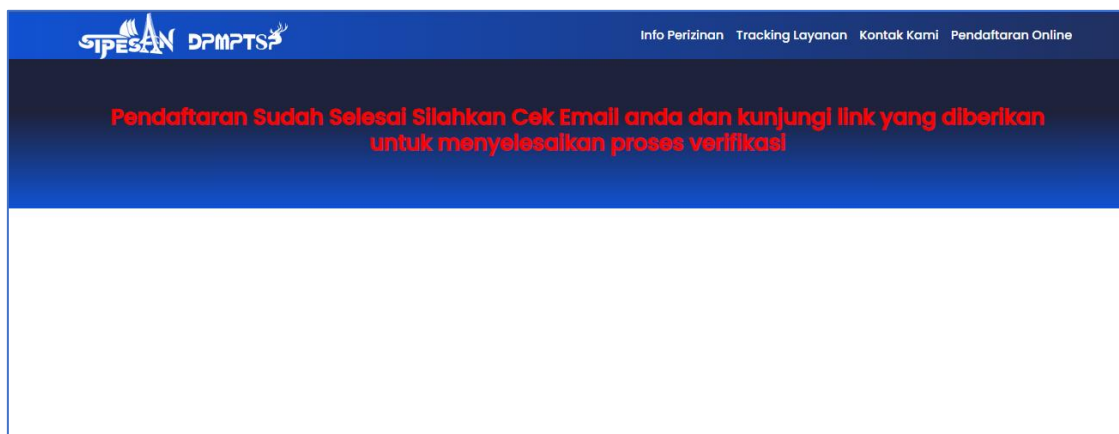 SIPESAN DPMPTSP Info Perizinan Tracking Layanan Kontak Kami Pendaftaran Online
Pendaftaran Sudah Selesai Silahkan Cek Email anda dan kunjungi link yang diberikan
untuk menyelesaikan proses verifikasi